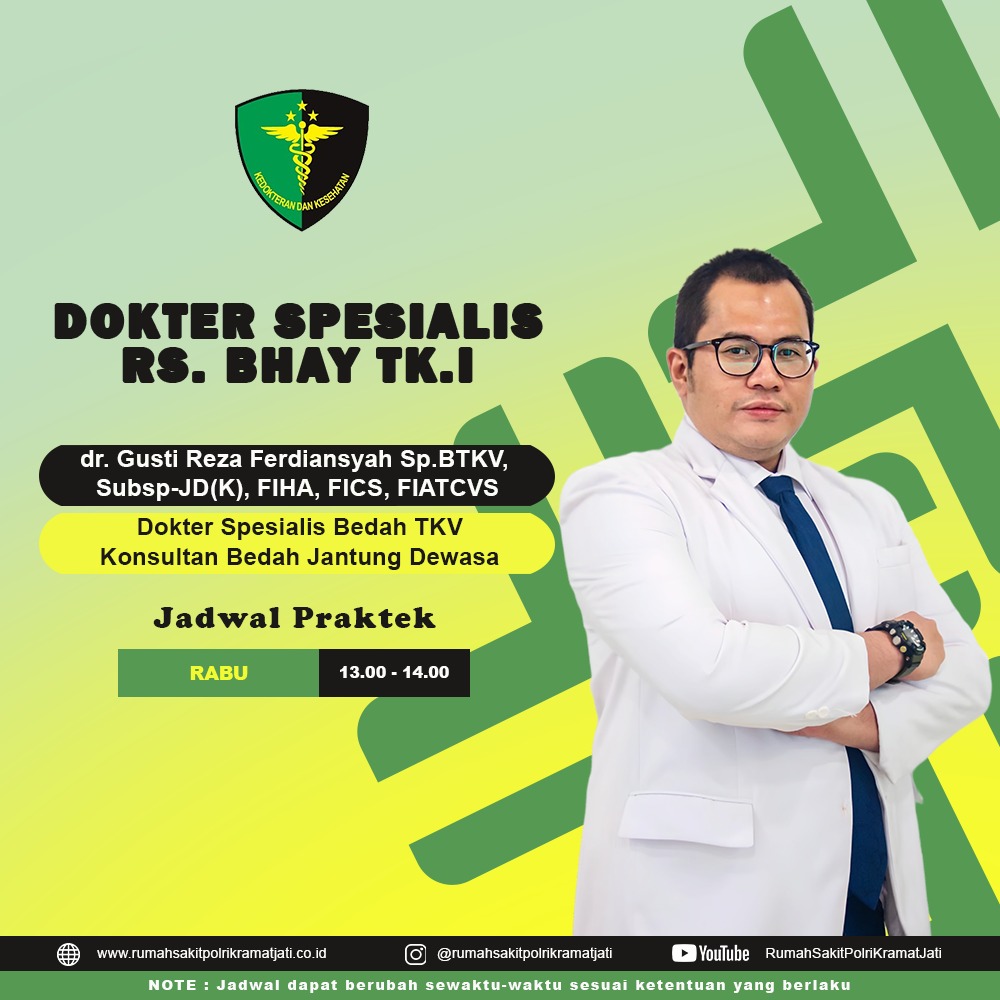 KEDOKTERAN DAN KESEHATAN
DOKTER SPESIALIS
RS. BHAY TK.I
dr. Gusti Reza Ferdiansyah Sp.BTKV,
Subsp-JD(K), FIHA, FICS, FIATCVS
Dokter Spesialis Bedah TKV
Konsultan Bedah Jantung Dewasa
Jadwal Praktek
RABU 13.00 - 14.00
www.rumahsakitpolrikramatjati.co.id @rumahsakitpolrikramatjati YouTube RumahSakitPolriKramatJati
NOTE : Jadwal dapat berubah sewaktu-waktu sesuai ketentuan yang berlaku